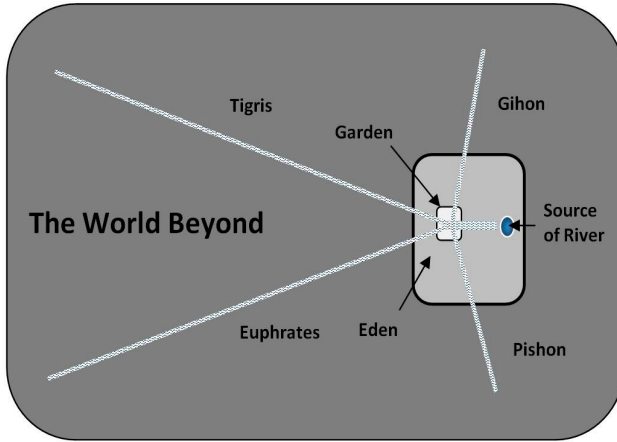 Tigris
Gihon
Garden
The World Beyond
Source
of River
Euphrates
Eden
Pishon